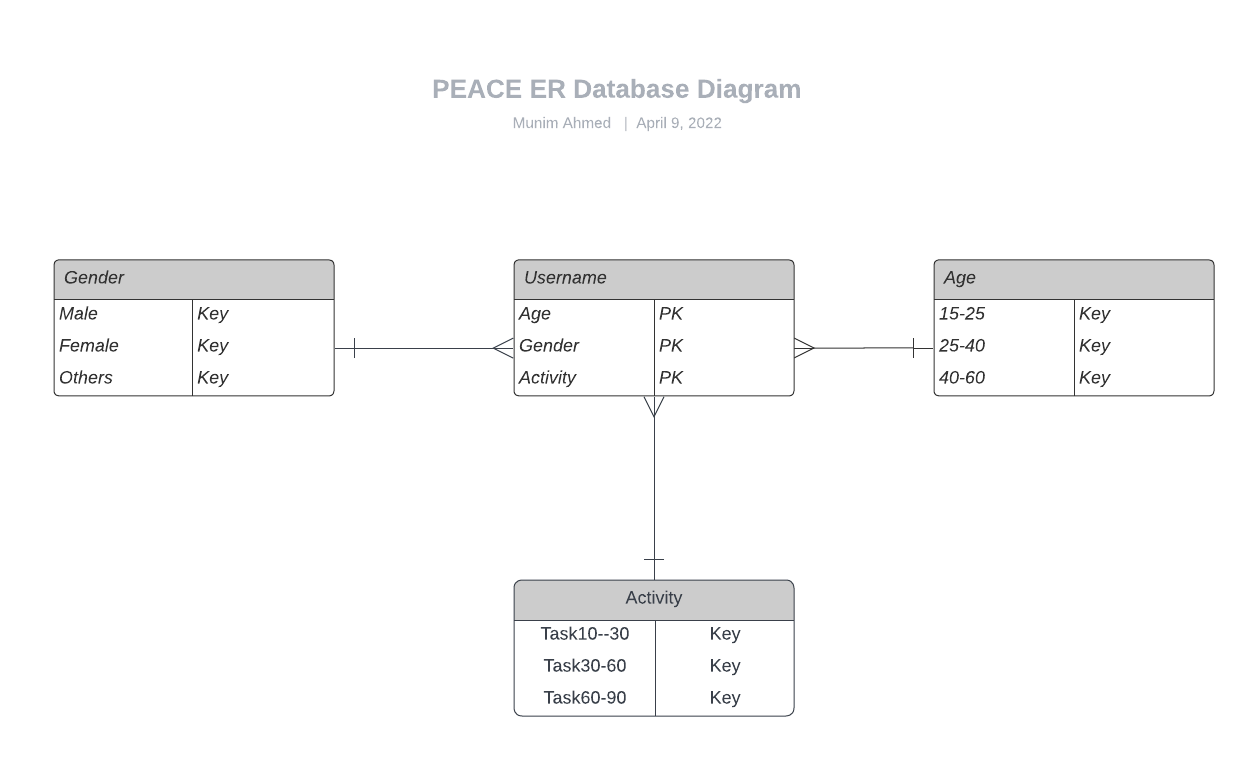 PEACE ER Database Diagram
Munim Ahmed | April 9, 2022
Gender
Male Key
Female Key
Others Key
Username
Age PK
Gender PK
Activity PK
Age
15-25 Key
25-40 Key
40-60 Key
Activity
Task10--30 Key
Task30-60 Key
Task60-90 Key